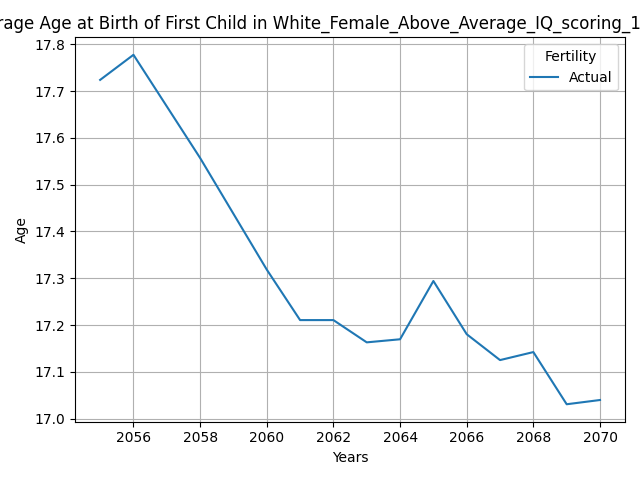 rage Age at Birth of First Child in White_Female_Above_Average_IQ_scoring_1
Fertility
Actual
17.8
17.7
17.6
17.5
17.4
17.3
17.2
17.1
17.0
Age
2056 2058 2060 2062 2064 2066 2068 2070
Years